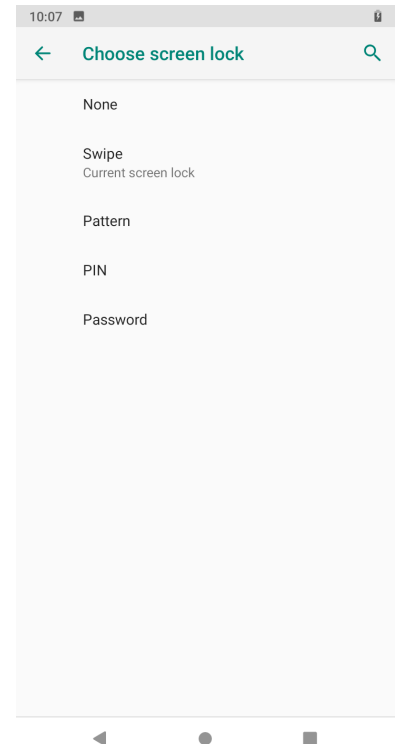 10:07
Choose screen lock
None
Swipe
Current screen lock
Pattern
PIN
Password